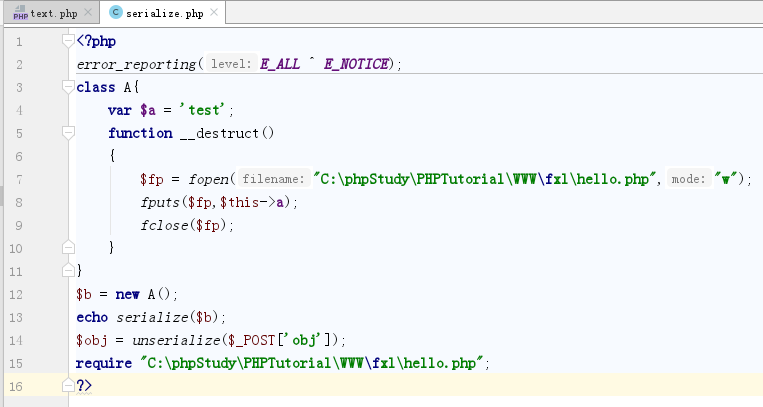 text.php serialize.php
1 <?php
2 error_reporting( level: E_ALL ^ E_NOTICE);
3 class A{
4 var $a = 'test';
5 function __destruct()
6 {
7 $fp = fopen( filename: "C:\phpStudy\PHPTutorial\WWW\fxl\hello.php", mode: "w");
8 fputs($fp,$this->a);
9 fclose($fp);
10 }
11 }
12 $b = new A();
13 echo serialize($b);
14 $obj = unserialize($_POST['obj']);
15 require "C:\phpStudy\PHPTutorial\WWW\fxl\hello.php";
16 ?>